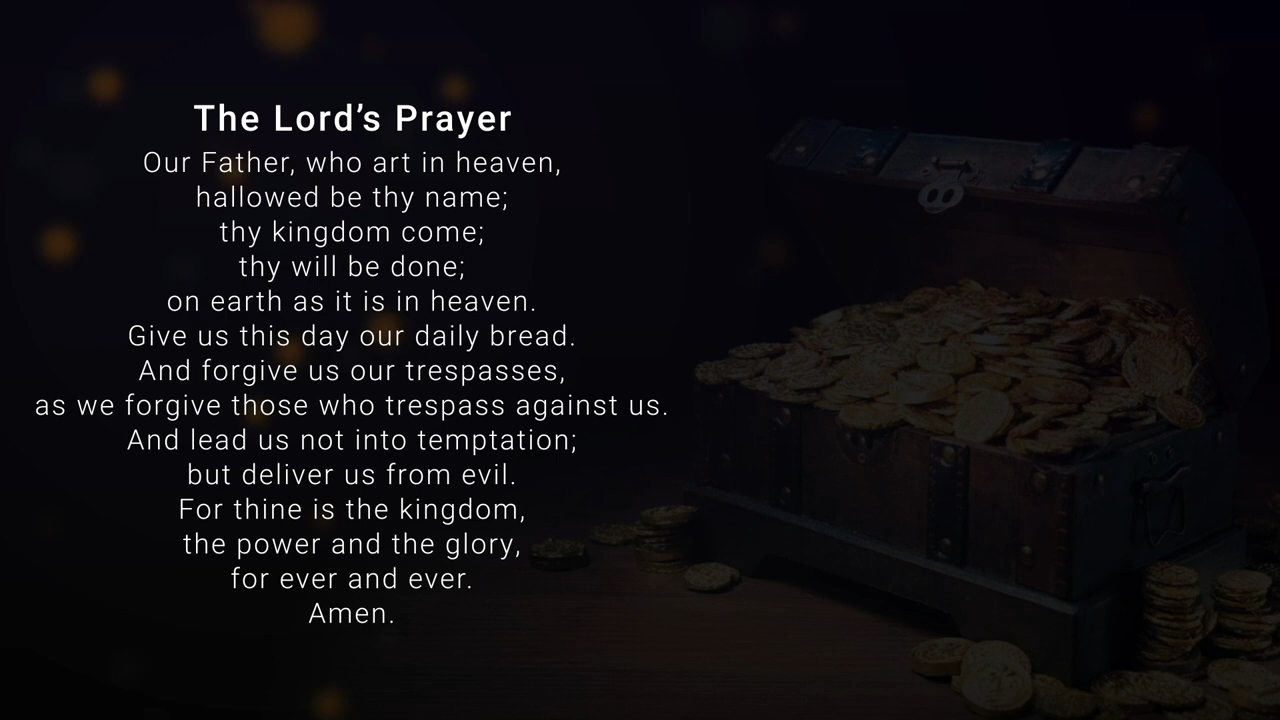 The Lord’s Prayer
Our Father, who art in heaven,
hallowed be thy name;
thy kingdom come;
thy will be done;
on earth as it is in heaven.
Give us this day our daily bread.
And forgive us our trespasses,
as we forgive those who trespass against us.
And lead us not into temptation;
but deliver us from evil.
For thine is the kingdom,
the power and the glory,
for ever and ever.
Amen.